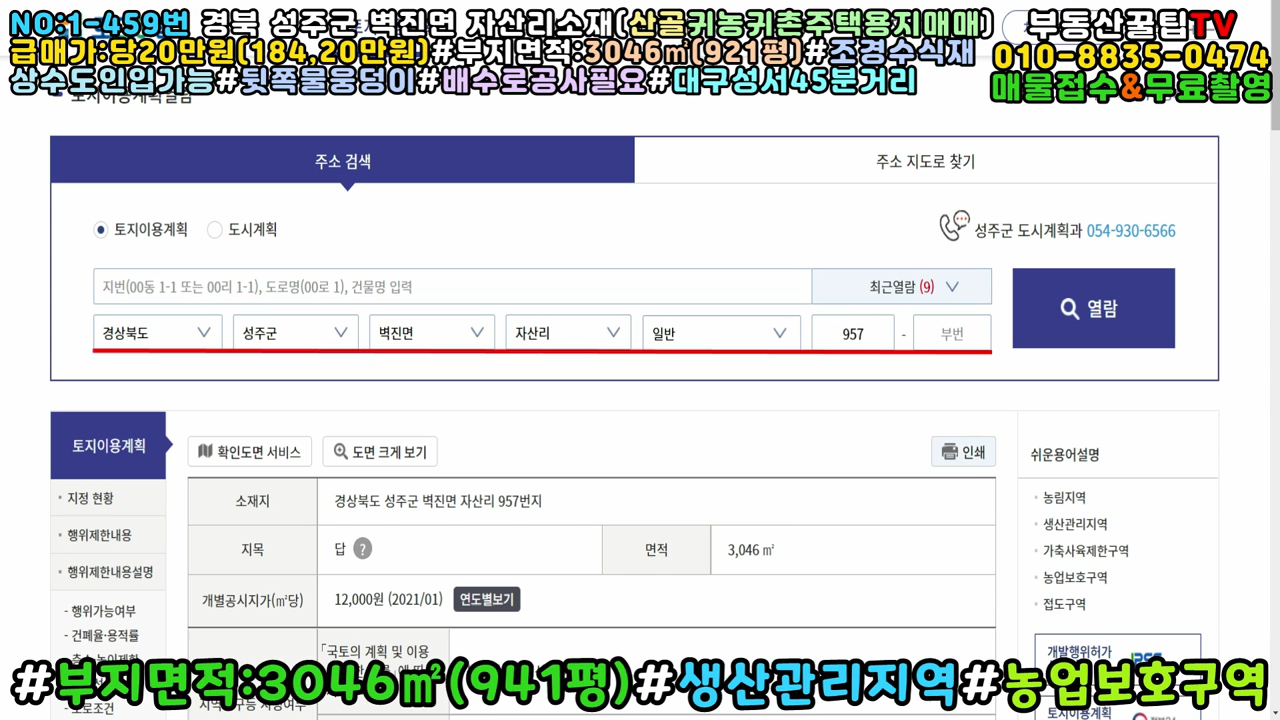 NO:1-459번 경북 성주군 벽진면 자산리소재(산골귀농귀촌주택용지매매)
부동산꿀팁TV
급매가:당20만원(184,20만원)#부지면적:3046㎡(921평)#조경수식재
010-8835-0474
상수도인입가능#뒷쪽물웅덩이#배수로공사필요#대구성서45분거리
매물접수&무료촬영
토지이용계획열람
주소 검색
주소 지도로 찾기
토지이용계획
도시계획
성주군 도시계획과 054-930-6566
지번(00동 1-1 또는 00리 1-1), 도로명(00로 1), 건물명 입력
최근열람 (9)
열람
경상북도
성주군
벽진면
자산리
일반
957
-
부번
토지이용계획
확인도면 서비스
도면 크게 보기
인쇄
쉬운용어설명
지정 현황
행위제한내용
행위제한내용설명
- 행위가능여부
- 건폐율·용적률
소재지
경상북도 성주군 벽진면 자산리 957번지
지목
답 ?
면적
3,046 ㎡
개별공시지가(㎡당)
12,000원 (2021/01)
연도별보기
「국토의 계획 및 이용
농림지역
생산관리지역
가축사육제한구역
농업보호구역
접도구역
개발행위허가
토지이용계획
#부지면적:3046㎡(941평)#생산관리지역#농업보호구역
- 도로조건